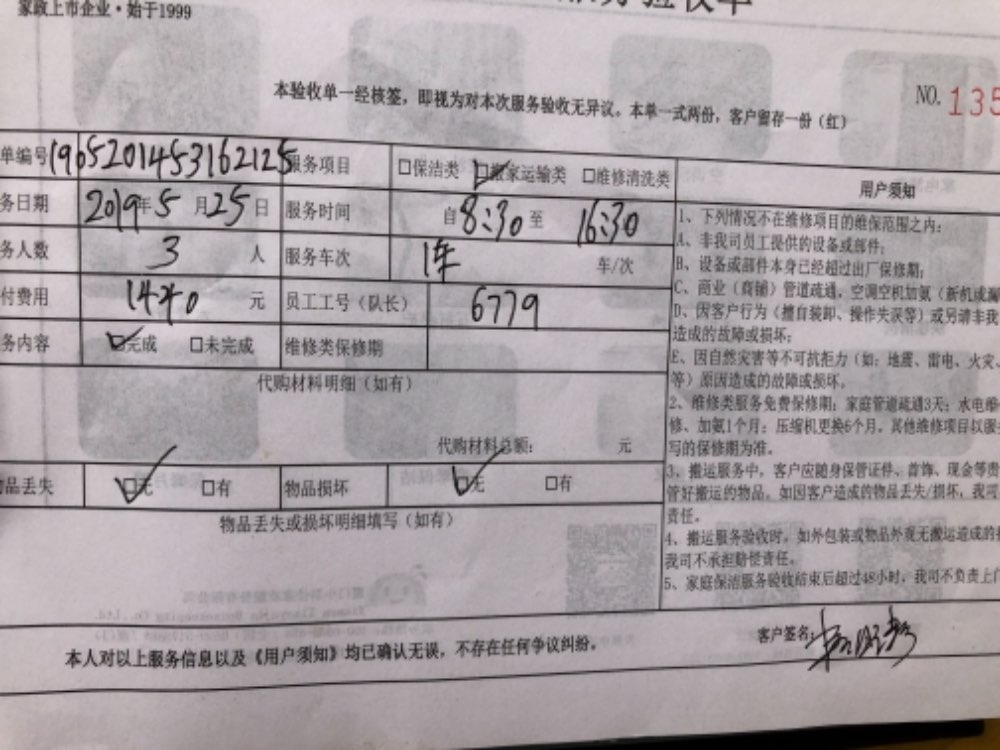 家政上市企业·始于1999
验收单
本验收单一经核签，即视为对本次服务验收无异议。本单一式两份，客户留存一份（红）
NO. 135
单编号 1905201453162125 服务项目 □保洁类 ☑搬家运输类 □维修清洗类
务日期 2019年5月25日 服务时间 自8:30至 16:30
务人数 3 人 服务车次 1车 车/次
付费用 1440 元 员工工号（队长） 6779
务内容 ☑完成 □未完成 维修类保修期
代购材料明细（如有）
代购材料总额： 元
品丢失 ☑无 □有 物品损坏 ☑无 □有
物品丢失或损坏明细填写（如有）
用户须知
1、下列情况不在维修项目的维保范围之内：
A、非我司员工提供的设备或部件；
B、设备或部件本身已经超过出厂保修期；
C、商业（商铺）管道疏通，空调空机加氨（新机或漏
D、因客户行为（擅自装卸、操作失误等）或另请非我
造成的故障或损坏；
E、因自然灾害等不可抗拒力（如：地震、雷电、火灾、
等）原因造成的故障或损坏。
2、维修类服务免费保修期：家庭管道疏通3天；水电维
修、加氨1个月；压缩机更换6个月。其他维修项目以服务
写的保修期为准。
3、搬运服务中，客户应随身保管证件、首饰、现金等贵
管好搬运的物品。如因客户造成的物品丢失/损坏，我司
责任。
4、搬运服务验收时，如外包装或物品外观无搬运造成的
我司不承担赔偿责任。
5、家庭保洁服务验收结束后超过48小时，我司不负责上门
本人对以上服务信息以及《用户须知》均已确认无误，不存在任何争议纠纷。
客户签名：